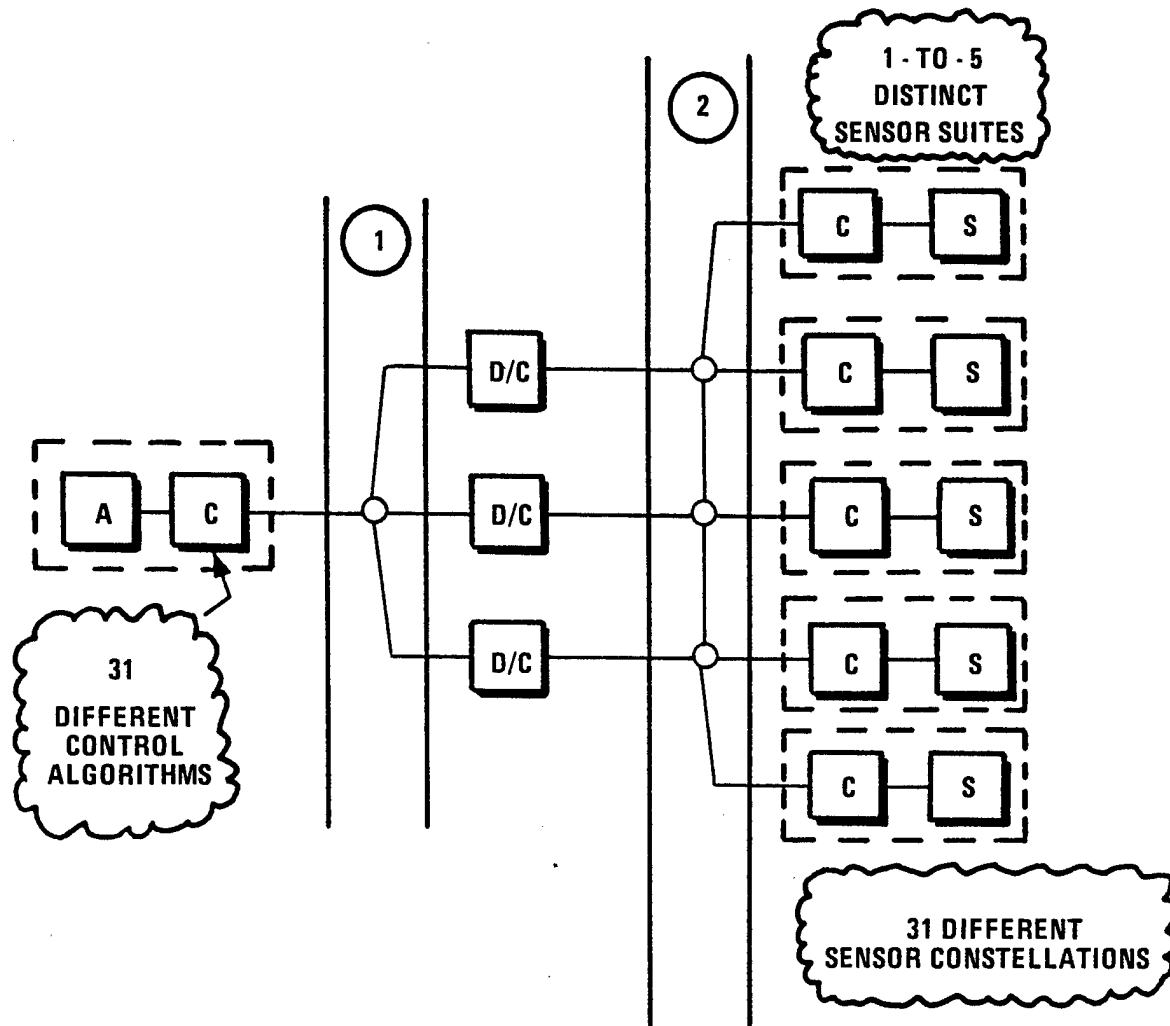 1 - TO - 5
DISTINCT
SENSOR SUITES
2
1
C S
D/C
C S
A C
D/C
C S
D/C
C S
31
DIFFERENT
CONTROL
ALGORITHMS
C S
31 DIFFERENT
SENSOR CONSTELLATIONS